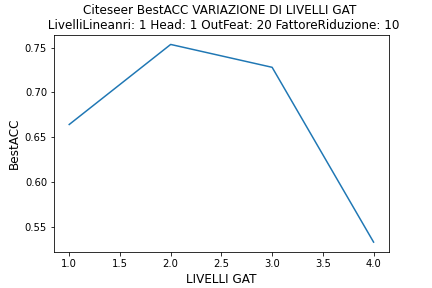 Citeseer BestACC VARIAZIONE DI LIVELLI GAT
LivelliLineanri: 1 Head: 1 OutFeat: 20 FattoreRiduzione: 10
0.75
0.70
0.65
0.60
0.55
BestACC
1.0 1.5 2.0 2.5 3.0 3.5 4.0
LIVELLI GAT